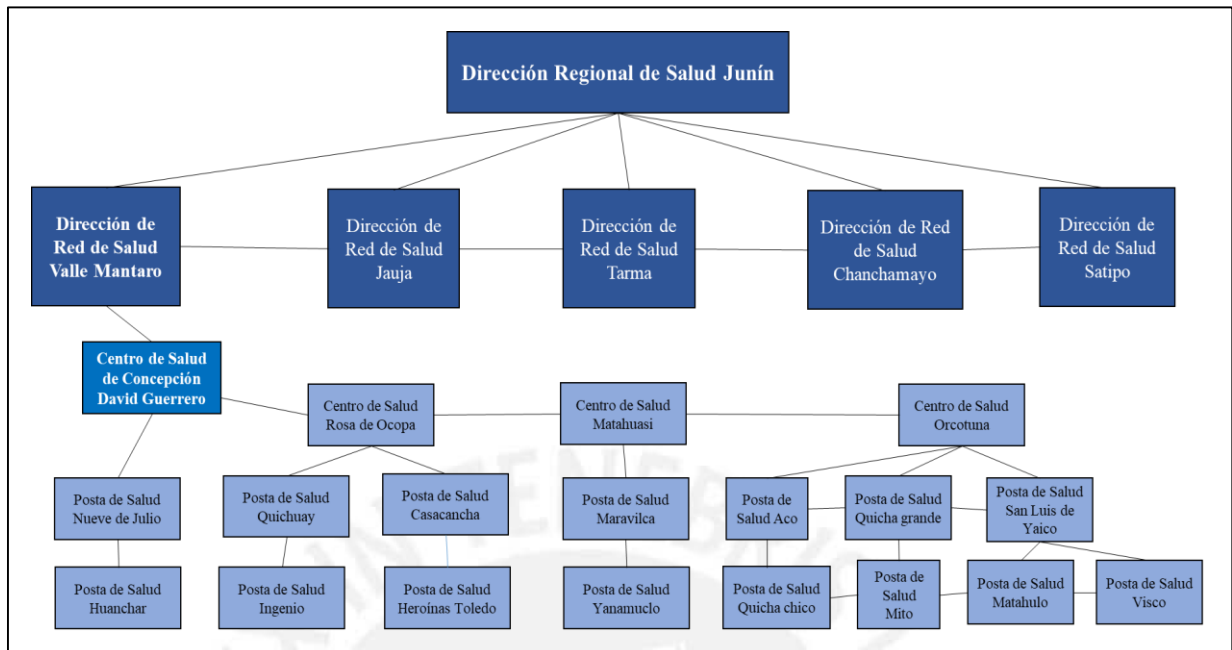 Dirección Regional de Salud Junín
Dirección de
Red de Salud
Valle Mantaro
Dirección de
Red de Salud
Jauja
Dirección de
Red de Salud
Tarma
Dirección de Red
de Salud
Chanchamayo
Dirección de
Red de Salud
Satipo
Centro de Salud
de Concepción
David Guerrero
Centro de Salud
Rosa de Ocopa
Centro de Salud
Matahuasi
Centro de Salud
Orcotuna
Posta de Salud
Nueve de Julio
Posta de Salud
Quichuay
Posta de Salud
Casacancha
Posta de Salud
Maravilca
Posta de
Salud Aco
Posta de Salud
Quicha grande
Posta de Salud
San Luis de
Yaico
Posta de Salud
Huanchar
Posta de Salud
Ingenio
Posta de Salud
Heroínas Toledo
Posta de Salud
Yanamuclo
Posta de Salud
Quicha chico
Posta de
Salud
Mito
Posta de Salud
Matahulo
Posta de Salud
Visco
IN TENEBRIS